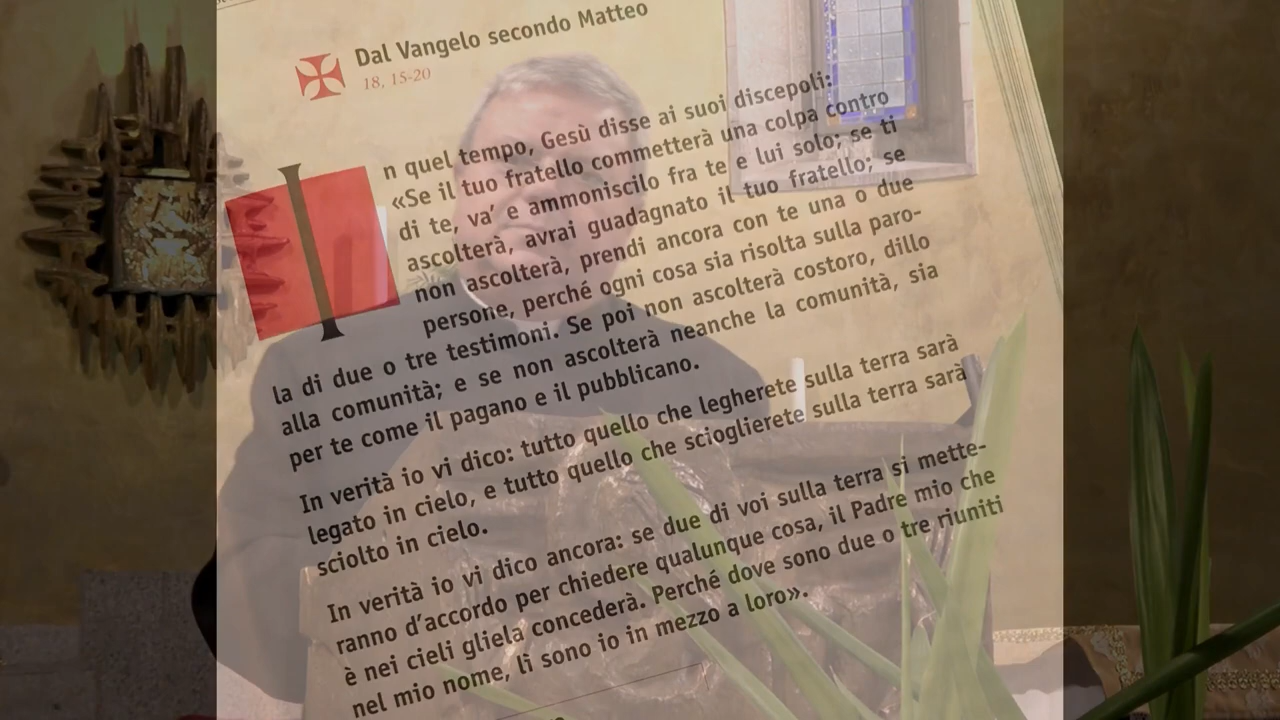 Dal Vangelo secondo Matteo
18, 15-20
In quel tempo, Gesù disse ai suoi discepoli:
«Se il tuo fratello commetterà una colpa contro
di te, va’ e ammoniscilo fra te e lui solo; se ti
ascolterà, avrai guadagnato il tuo fratello; se
non ascolterà, prendi ancora con te una o due
persone, perché ogni cosa sia risolta sulla paro-
la di due o tre testimoni. Se poi non ascolterà costoro, dillo
alla comunità; e se non ascolterà neanche la comunità, sia
per te come il pagano e il pubblicano.
In verità io vi dico: tutto quello che legherete sulla terra sarà
legato in cielo, e tutto quello che scioglierete sulla terra sarà
sciolto in cielo.
In verità io vi dico ancora: se due di voi sulla terra si mette-
ranno d’accordo per chiedere qualunque cosa, il Padre mio che
è nei cieli gliela concederà. Perché dove sono due o tre riuniti
nel mio nome, lì sono io in mezzo a loro».